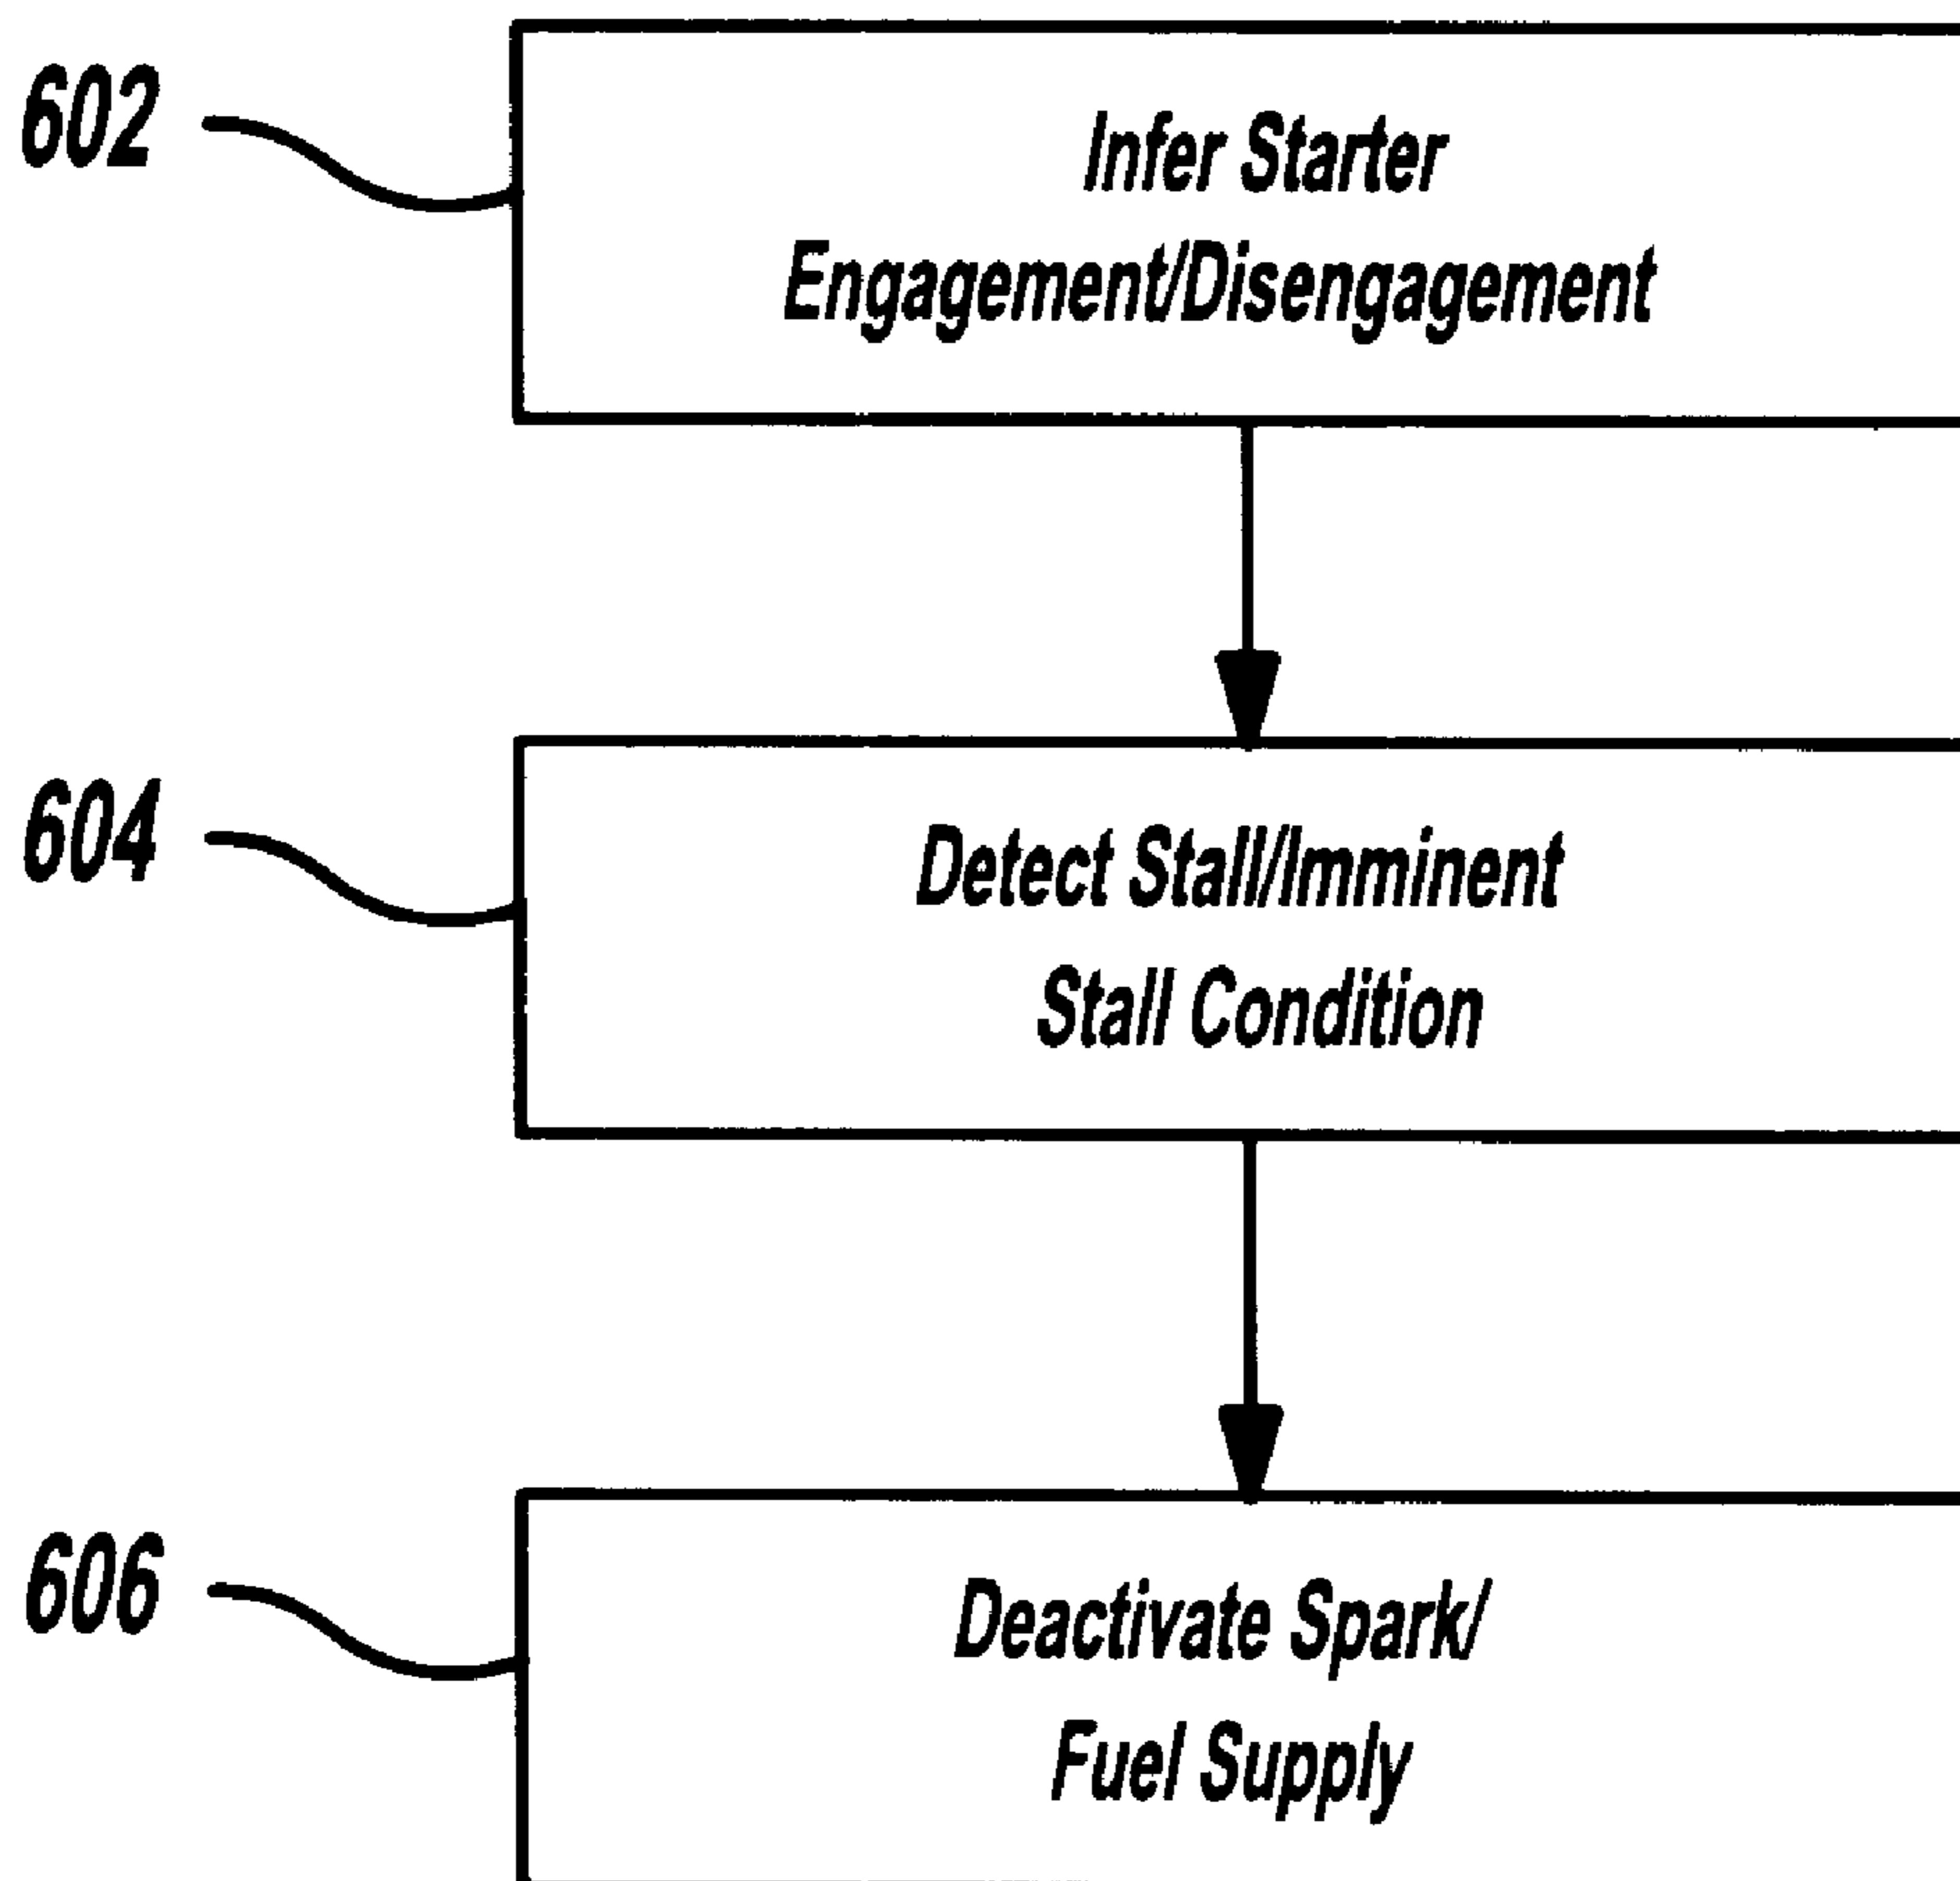 602
Infer Starter
Engagement/Disengagement
604
Detect Stall/Imminent
Stall Condition
606
Deactivate Spark/
Fuel Supply